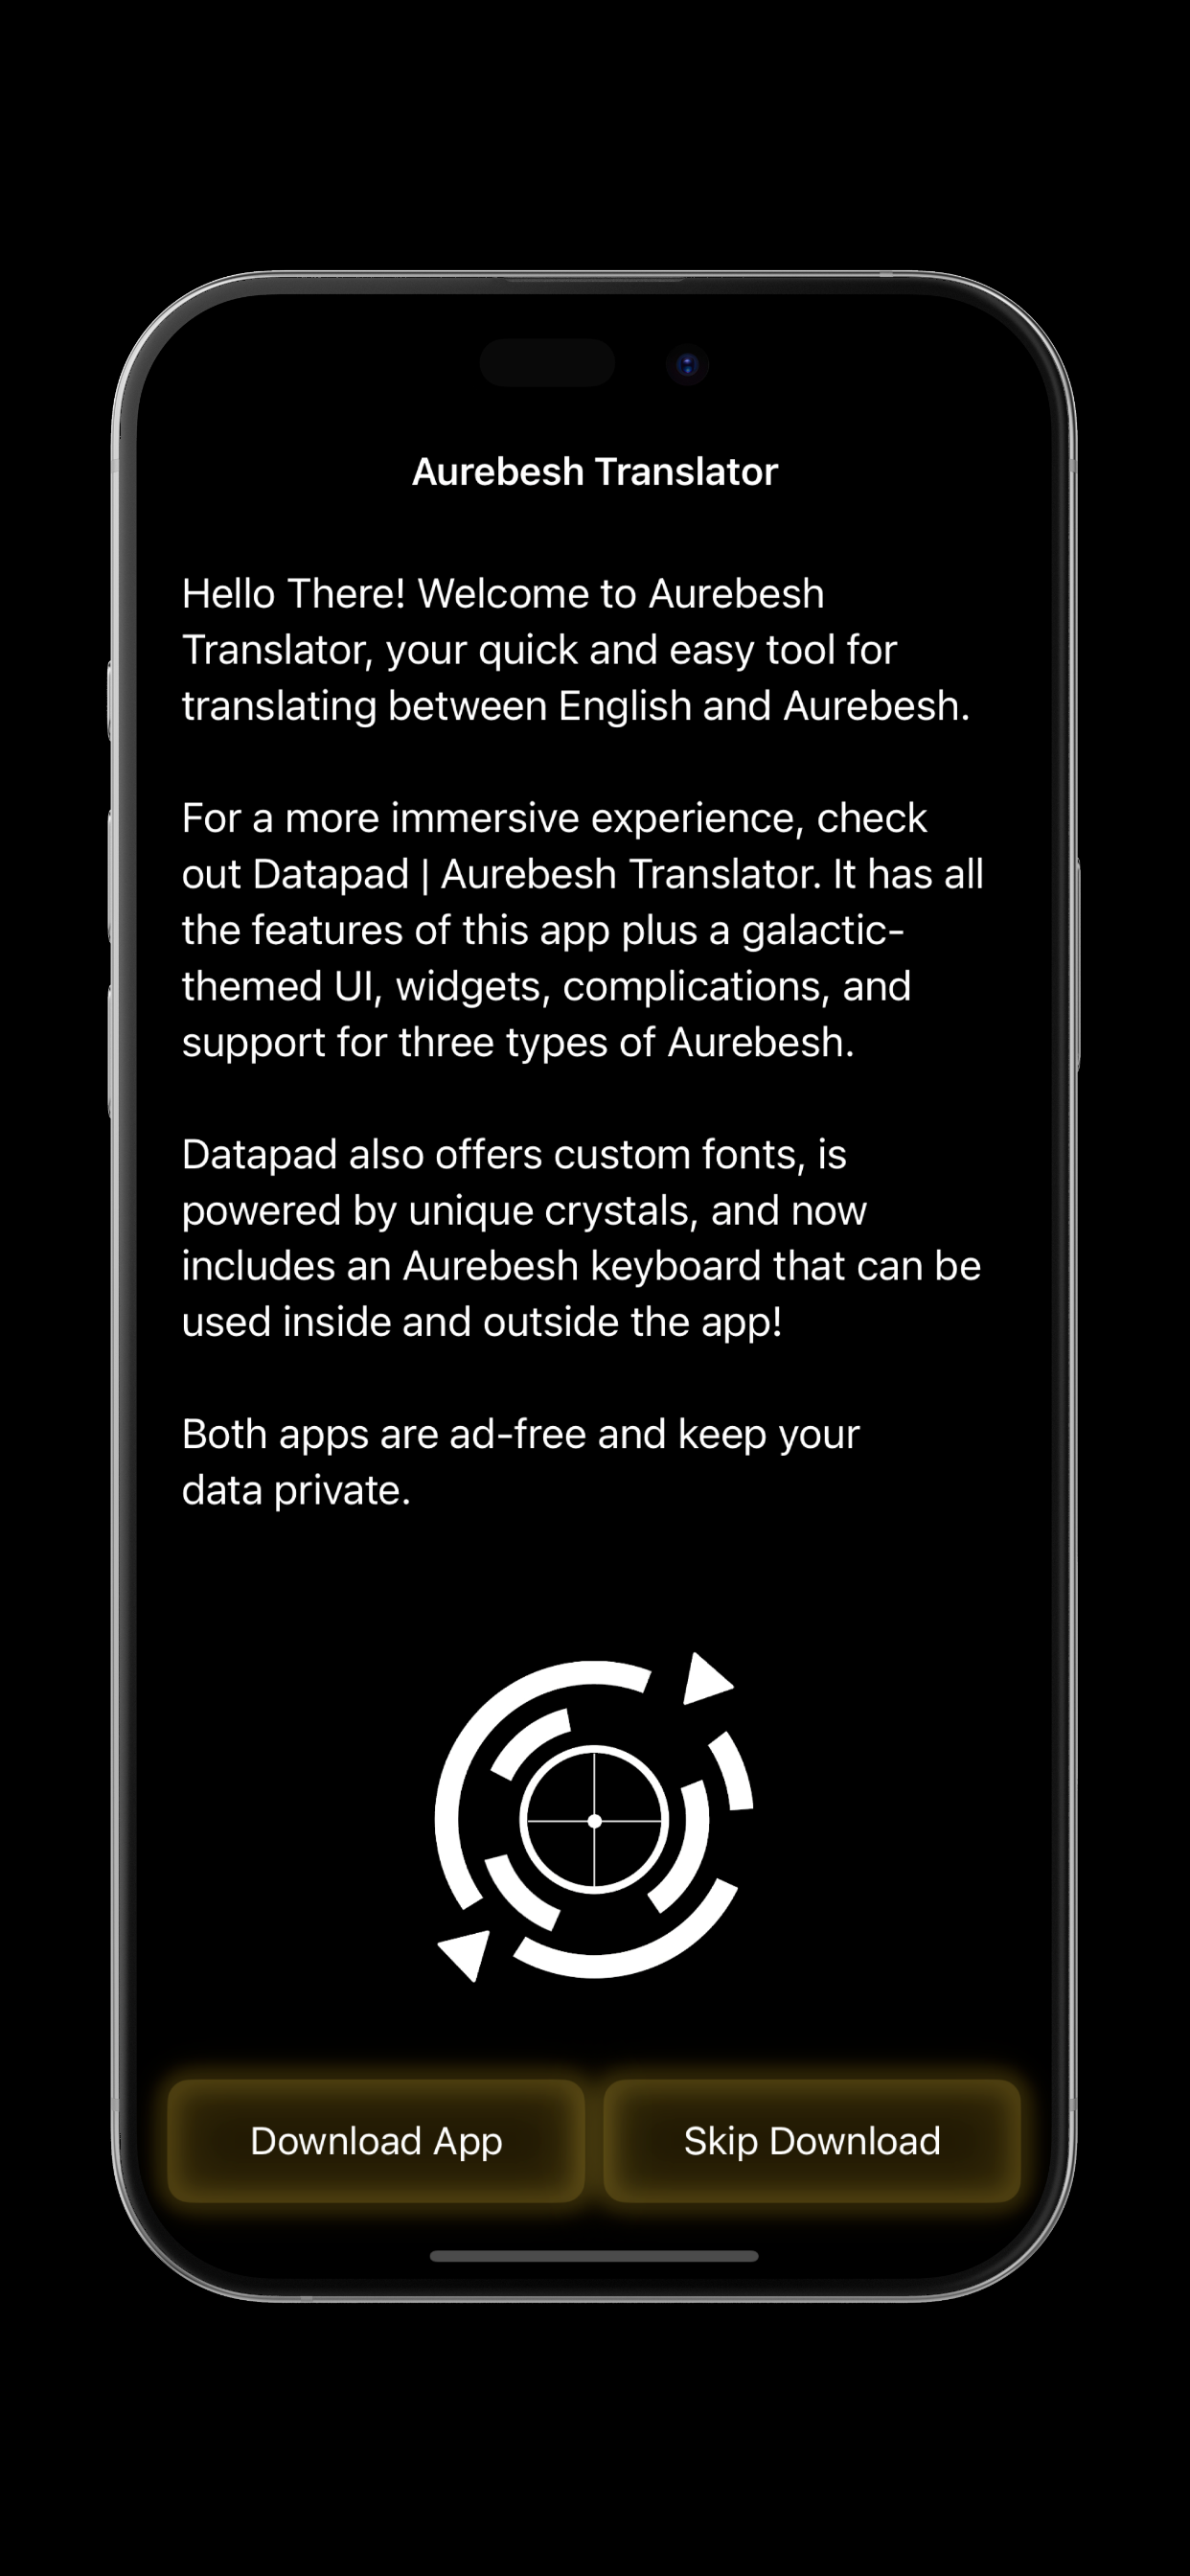 Aurebesh Translator
Hello There! Welcome to Aurebesh
Translator, your quick and easy tool for
translating between English and Aurebesh.
For a more immersive experience, check
out Datapad | Aurebesh Translator. It has all
the features of this app plus a galactic-
themed UI, widgets, complications, and
support for three types of Aurebesh.
Datapad also offers custom fonts, is
powered by unique crystals, and now
includes an Aurebesh keyboard that can be
used inside and outside the app!
Both apps are ad-free and keep your
data private.
Download App
Skip Download